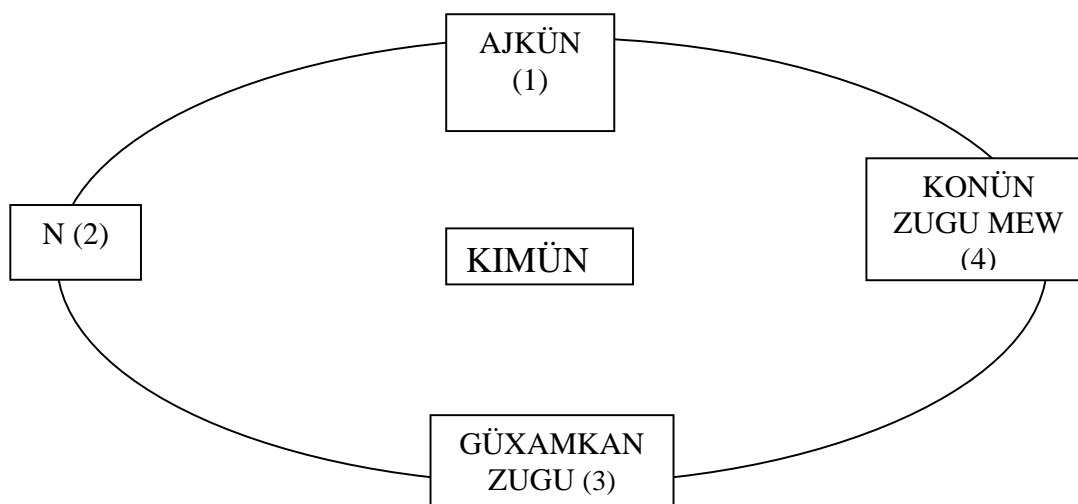 AJKÜN
(1)
KONÜN
ZUGU MEW
(4)
N (2)
KIMÜN
GÜXAMKAN
ZUGU (3)